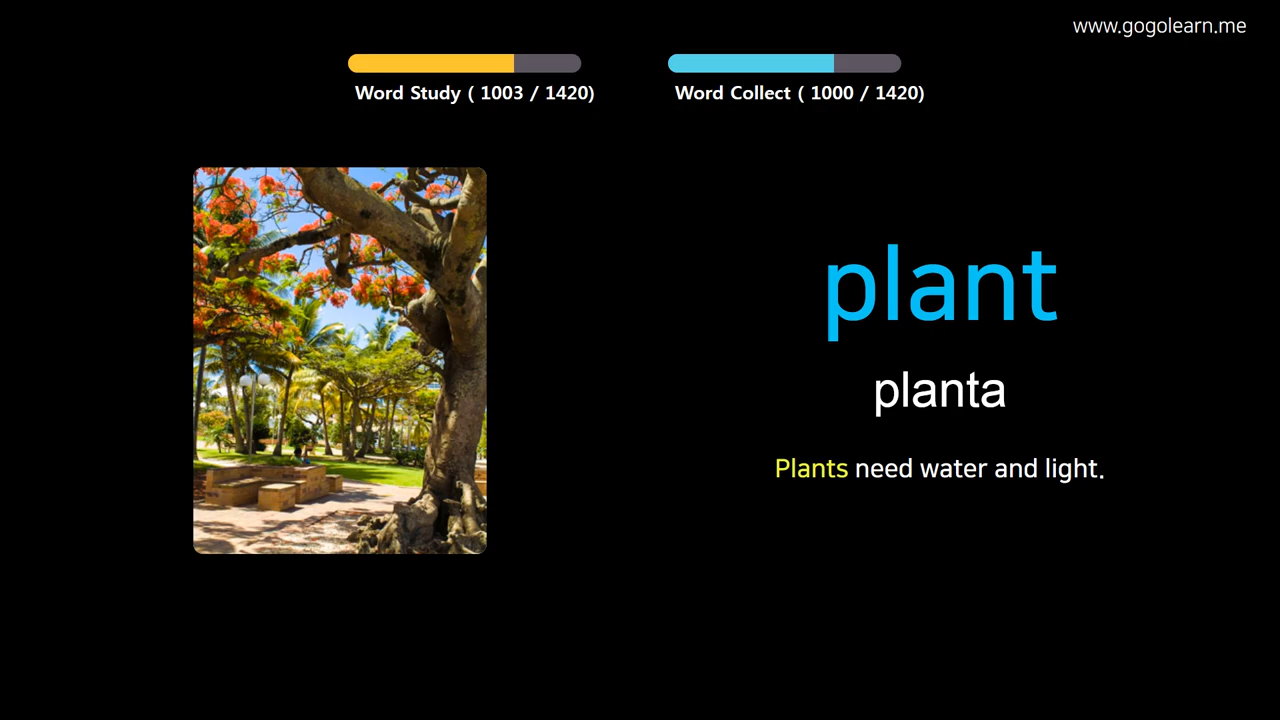 www.gogolearn.me
Word Study ( 1003 / 1420)
Word Collect ( 1000 / 1420)
plant
planta
Plants need water and light.